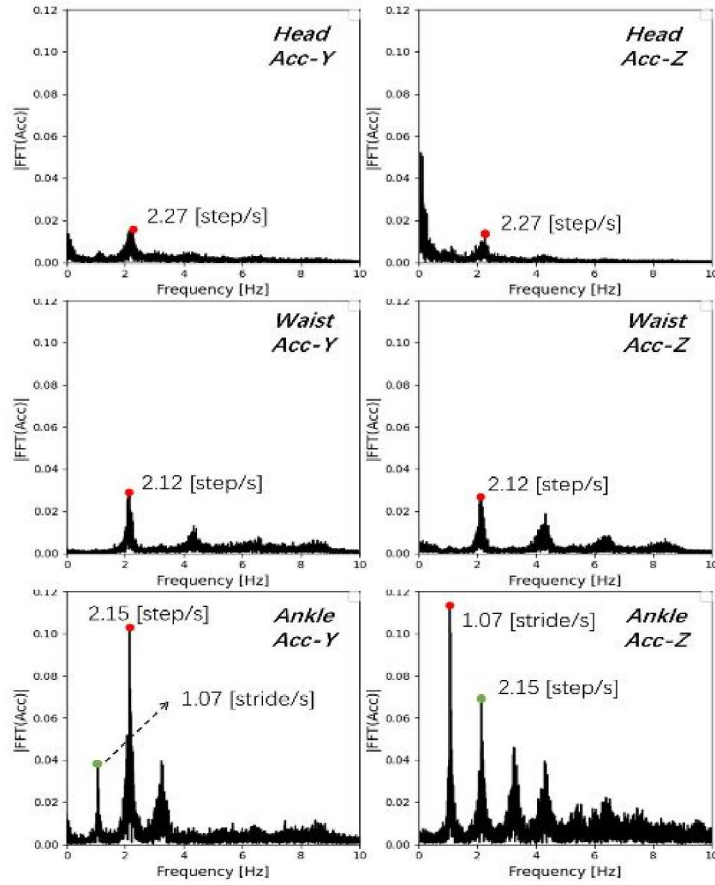 Head
Acc-Y
|FFT(Acc)|
0.12
0.10
0.08
0.06
0.04
0.02
0.00
2.27 [step/s]
0 2 4 6 8 10
Frequency [Hz]
Head
Acc-Z
|FFT(Acc)|
0.12
0.10
0.08
0.06
0.04
0.02
0.00
2.27 [step/s]
0 2 4 6 8 10
Frequency [Hz]
Waist
Acc-Y
|FFT(Acc)|
0.12
0.10
0.08
0.06
0.04
0.02
0.00
2.12 [step/s]
0 2 4 6 8 10
Frequency [Hz]
Waist
Acc-Z
|FFT(Acc)|
0.12
0.10
0.08
0.06
0.04
0.02
0.00
2.12 [step/s]
0 2 4 6 8 10
Frequency [Hz]
Ankle
Acc-Y
|FFT(Acc)|
0.12
0.10
0.08
0.06
0.04
0.02
0.00
2.15 [step/s]
1.07 [stride/s]
0 2 4 6 8 10
Frequency [Hz]
Ankle
Acc-Z
|FFT(Acc)|
0.12
0.10
0.08
0.06
0.04
0.02
0.00
1.07 [stride/s]
2.15 [step/s]
0 2 4 6 8 10
Frequency [Hz]